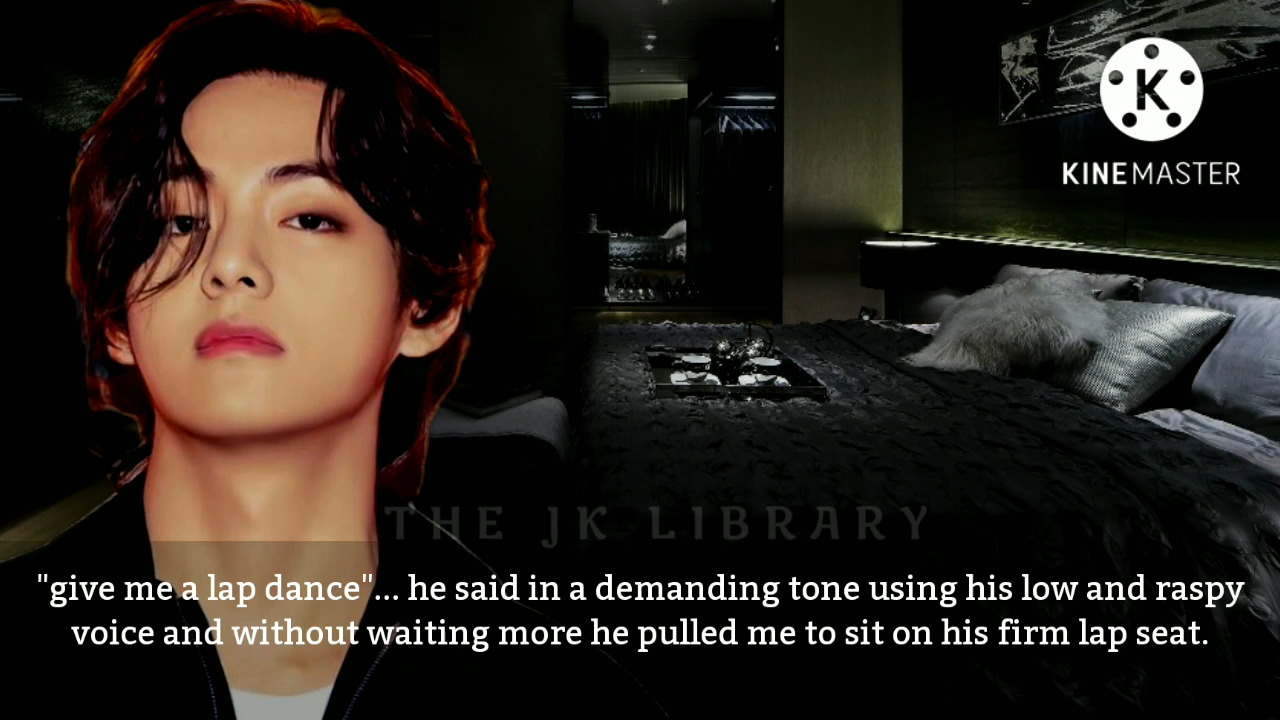 K
KINEMASTER
THE JK LIBRARY
"give me a lap dance"... he said in a demanding tone using his low and raspy
voice and without waiting more he pulled me to sit on his firm lap seat.